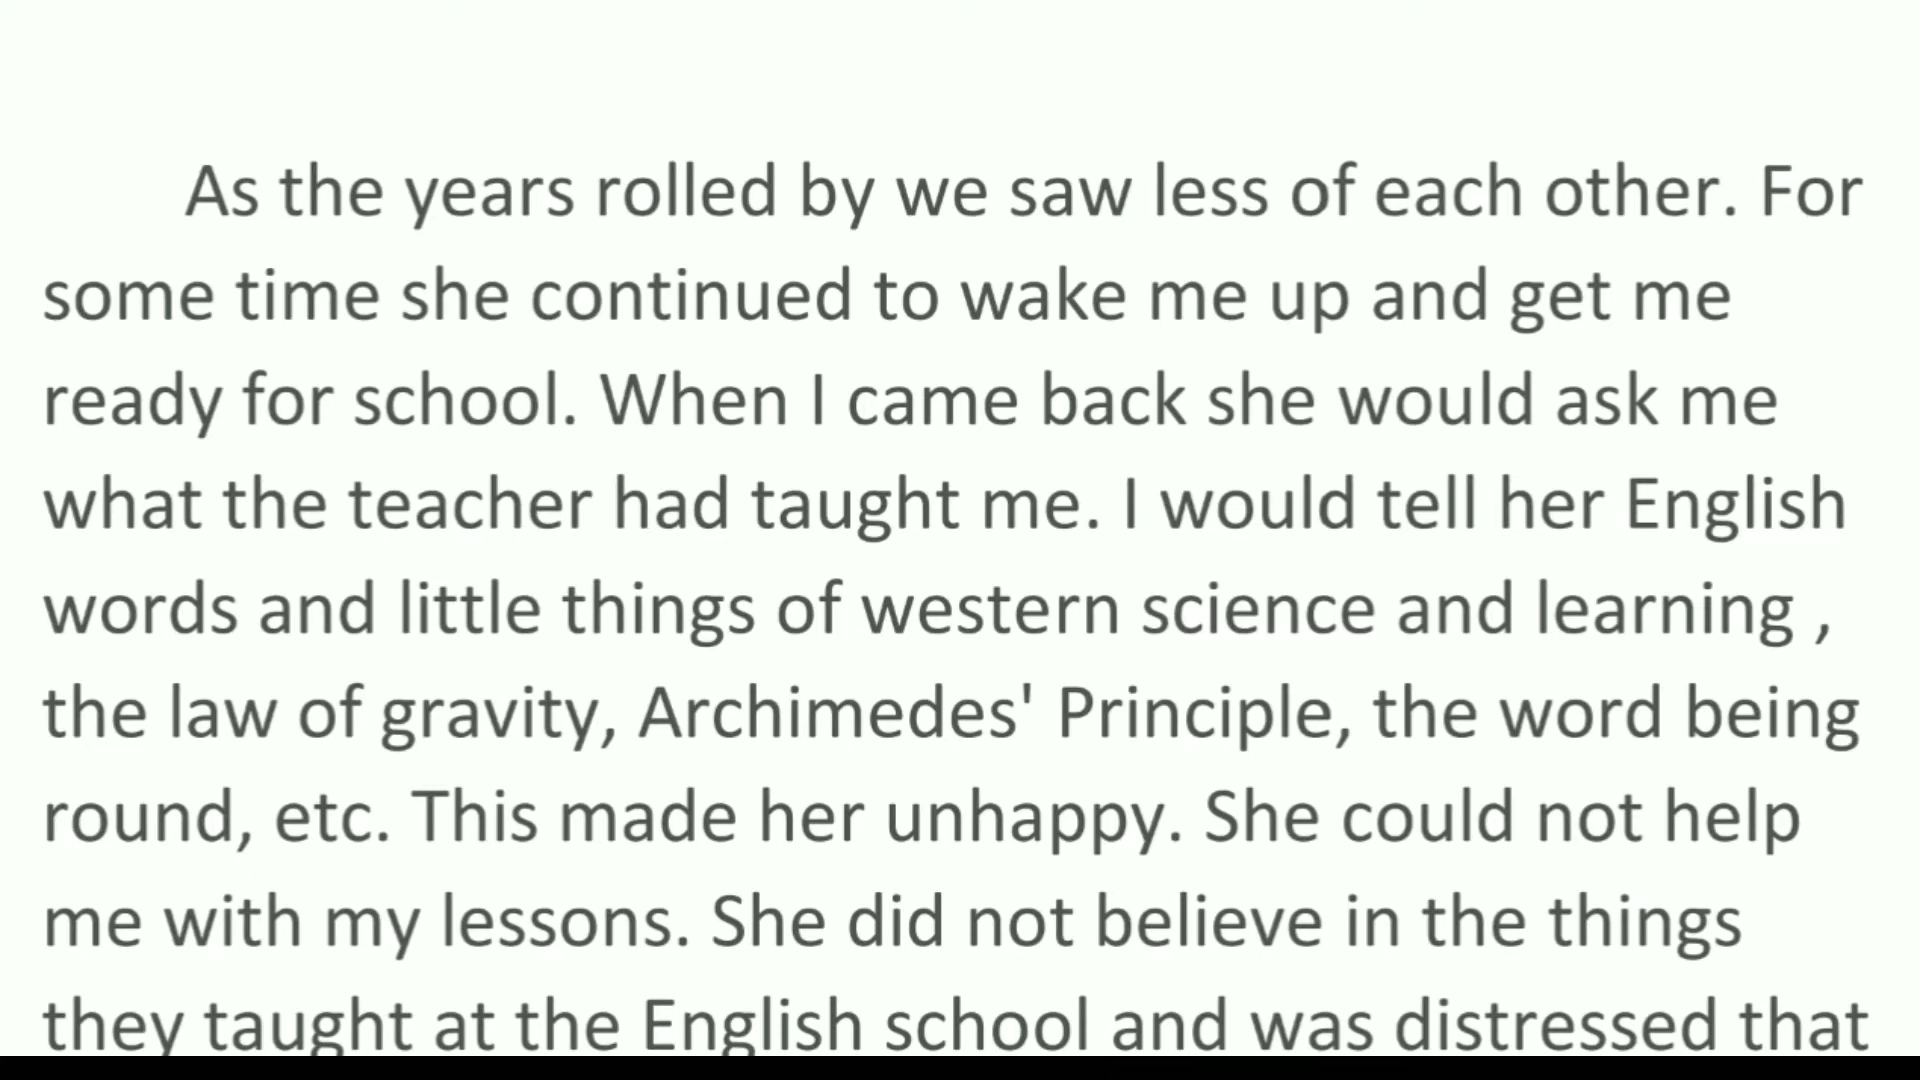 As the years rolled by we saw less of each other. For
some time she continued to wake me up and get me
ready for school. When I came back she would ask me
what the teacher had taught me. I would tell her English
words and little things of western science and learning ,
the law of gravity, Archimedes' Principle, the word being
round, etc. This made her unhappy. She could not help
me with my lessons. She did not believe in the things
they taught at the English school and was distressed that